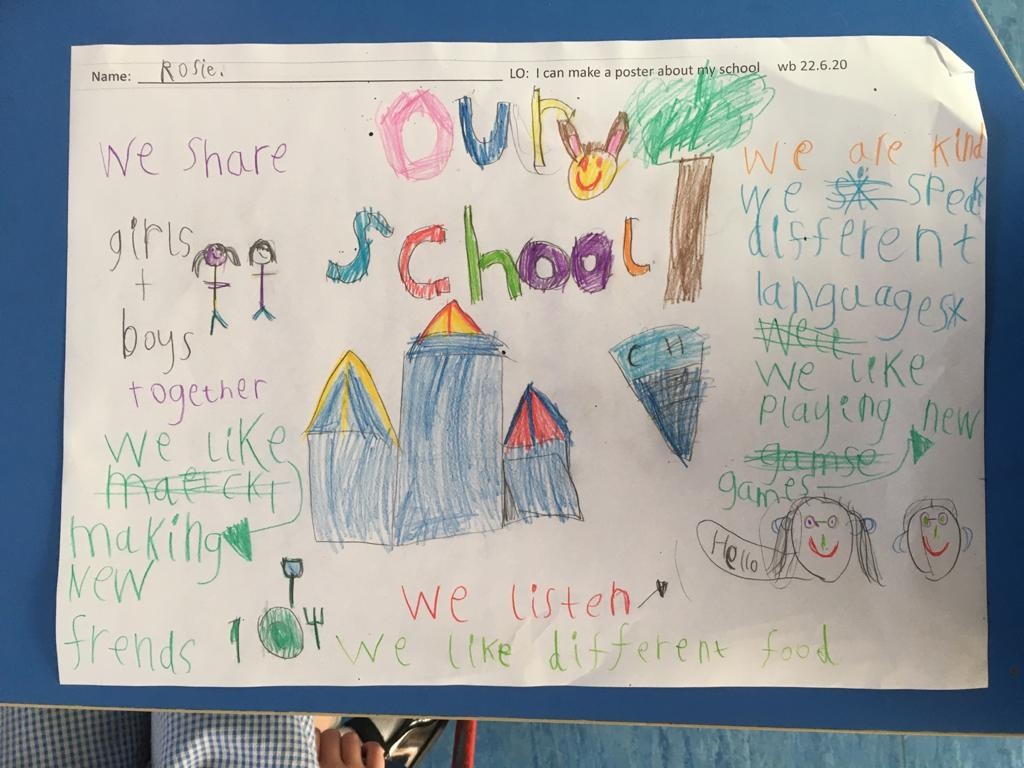 Name: Rosie. LO: I can make a poster about my school wb 22.6.20
our
School
we share
girls
+
boys
together
we like
making
new
frends
CH
we are kind
we speek
different
languages
we like
playing new
games
Hello
we listen
we like different food